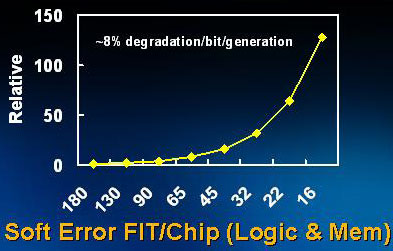 150
~8% degradation/bit/generation
100
Relative
50
0
180 130 90 65 45 32 22 16
Soft Error FIT/Chip (Logic & Mem)